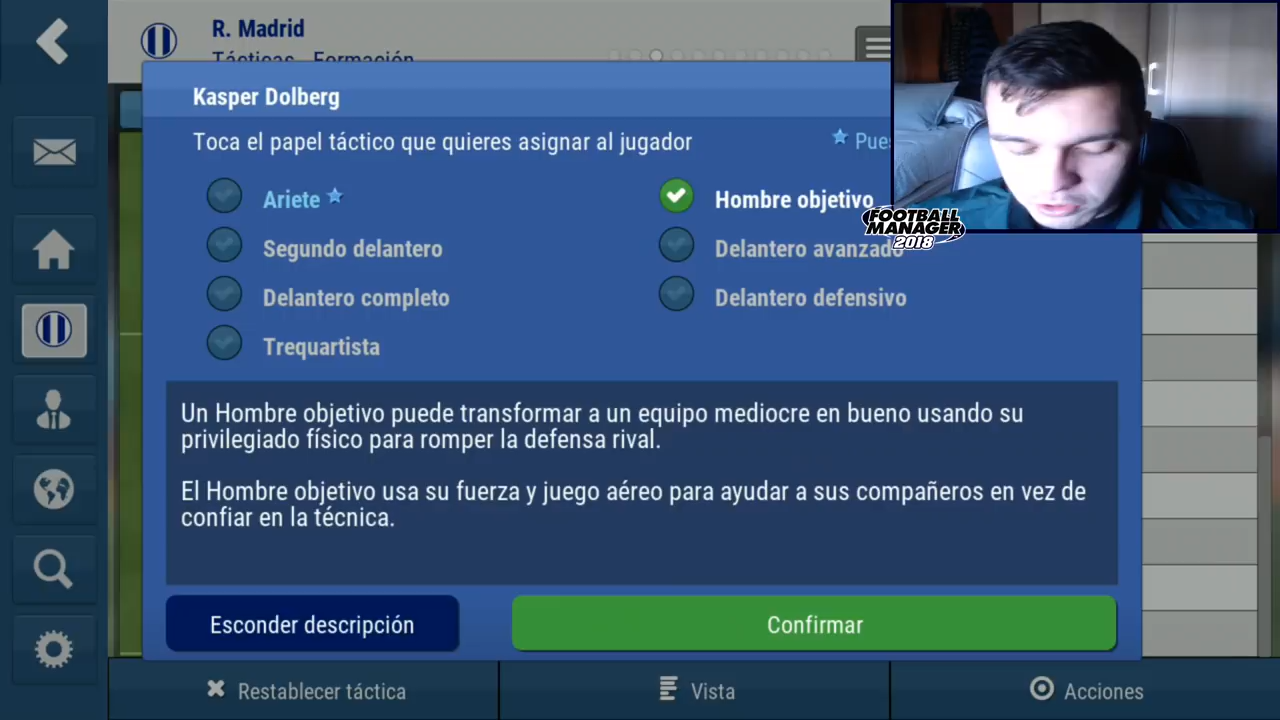 R. Madrid
Tácticas - Formación
Kasper Dolberg
Toca el papel táctico que quieres asignar al jugador
Ariete
Hombre objetivo
Segundo delantero
Delantero avanzado
Delantero completo
Delantero defensivo
Trequartista
FOOTBALL
MANAGER
2018
Un Hombre objetivo puede transformar a un equipo mediocre en bueno usando su
privilegiado físico para romper la defensa rival.
El Hombre objetivo usa su fuerza y juego aéreo para ayudar a sus compañeros en vez de
confiar en la técnica.
Esconder descripción
Confirmar
Restablecer táctica
Vista
Acciones